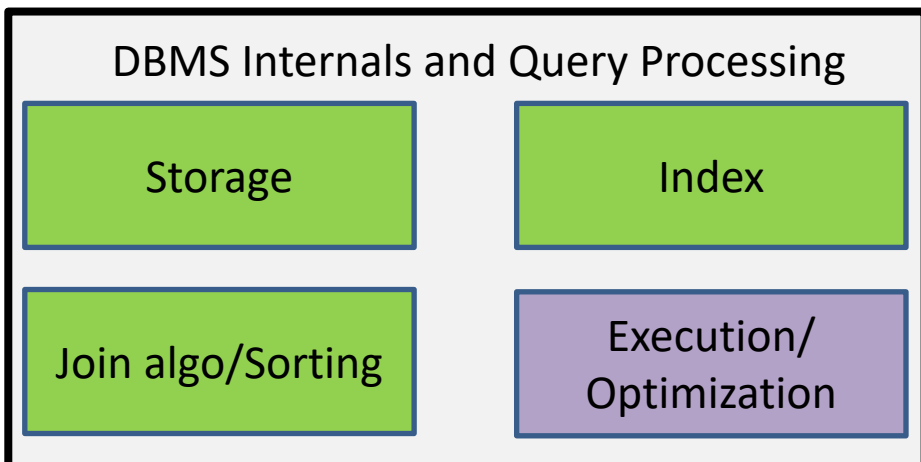 DBMS Internals and Query Processing
Storage
Index
Join algo/Sorting
Execution/
Optimization